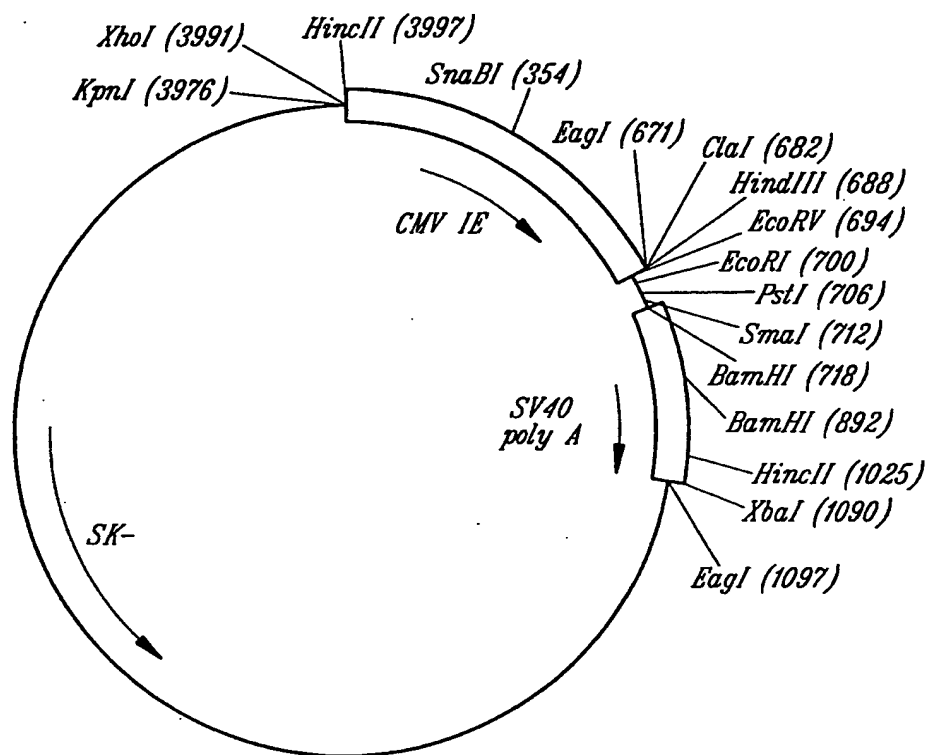 HincII (3997)
XhoI (3991)
KpnI (3976)
SnaBI (354)
EagI (671)
ClaI (682)
HindIII (688)
EcoRV (694)
EcoRI (700)
PstI (706)
SmaI (712)
BamHI (718)
BamHI (892)
HincII (1025)
XbaI (1090)
EagI (1097)
CMV IE
SV40
poly A
SK-